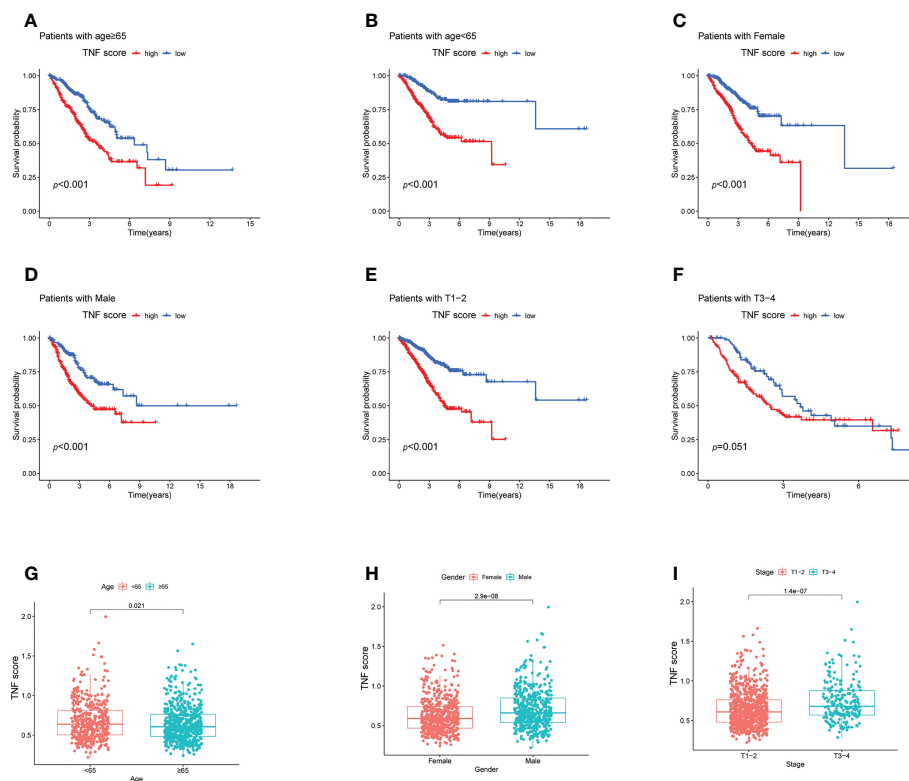 A
Patients with age≥65
TNF score high low
Survival probability
1.00
0.75
0.50
0.25
0.00
p<0.001
0 3 6 9 12 15
Time(years)
B
Patients with age<65
TNF score high low
Survival probability
1.00
0.75
0.50
0.25
0.00
p<0.001
0 3 6 9 12 15 18
Time(years)
C
Patients with Female
TNF score high low
Survival probability
1.00
0.75
0.50
0.25
0.00
p<0.001
0 3 6 9 12 15 18
Time(years)
D
Patients with Male
TNF score high low
Survival probability
1.00
0.75
0.50
0.25
0.00
p<0.001
0 3 6 9 12 15 18
Time(years)
E
Patients with T1-2
TNF score high low
Survival probability
1.00
0.75
0.50
0.25
0.00
p<0.001
0 3 6 9 12 15 18
Time(years)
F
Patients with T3-4
TNF score high low
Survival probability
1.00
0.75
0.50
0.25
0.00
p=0.051
0 3 6
Time(years)
G
Age <65 ≥65
0.021
TNF score
2.0
1.5
1.0
0.5
<65 ≥65
Age
H
Gender Female Male
2.9e-08
TNF score
2.0
1.5
1.0
0.5
Female Male
Gender
I
Stage T1-2 T3-4
1.4e-07
TNF score
2.0
1.5
1.0
0.5
T1-2 T3-4
Stage